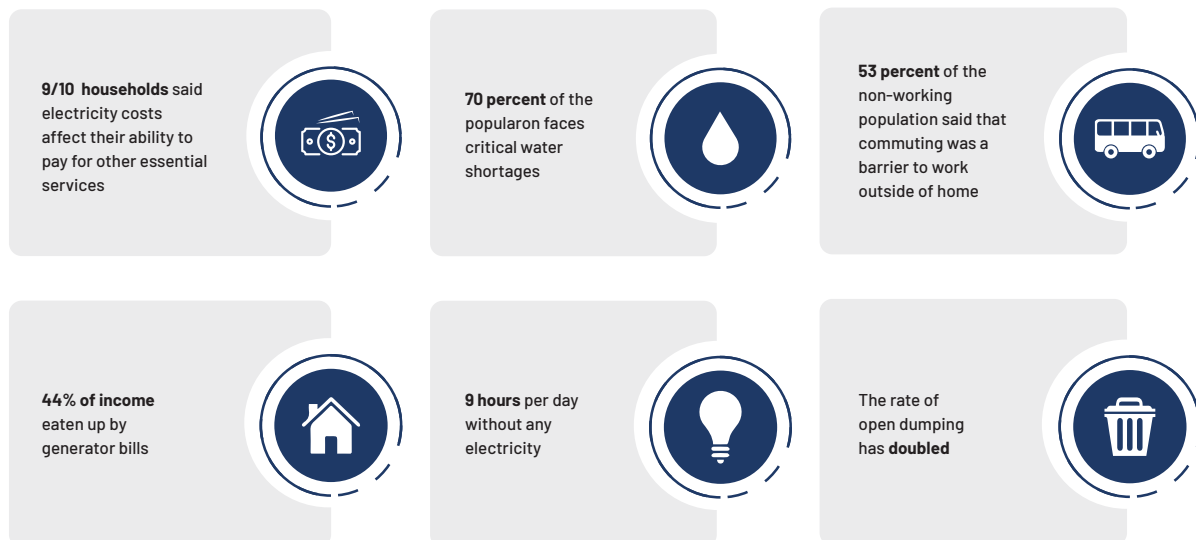 9/10 households said
electricity costs
affect their ability to
pay for other essential
services
70 percent of the
popularon faces
critical water
shortages
53 percent of the
non-working
population said that
commuting was a
barrier to work
outside of home
44% of income
eaten up by
generator bills
9 hours per day
without any
electricity
The rate of
open dumping
has doubled